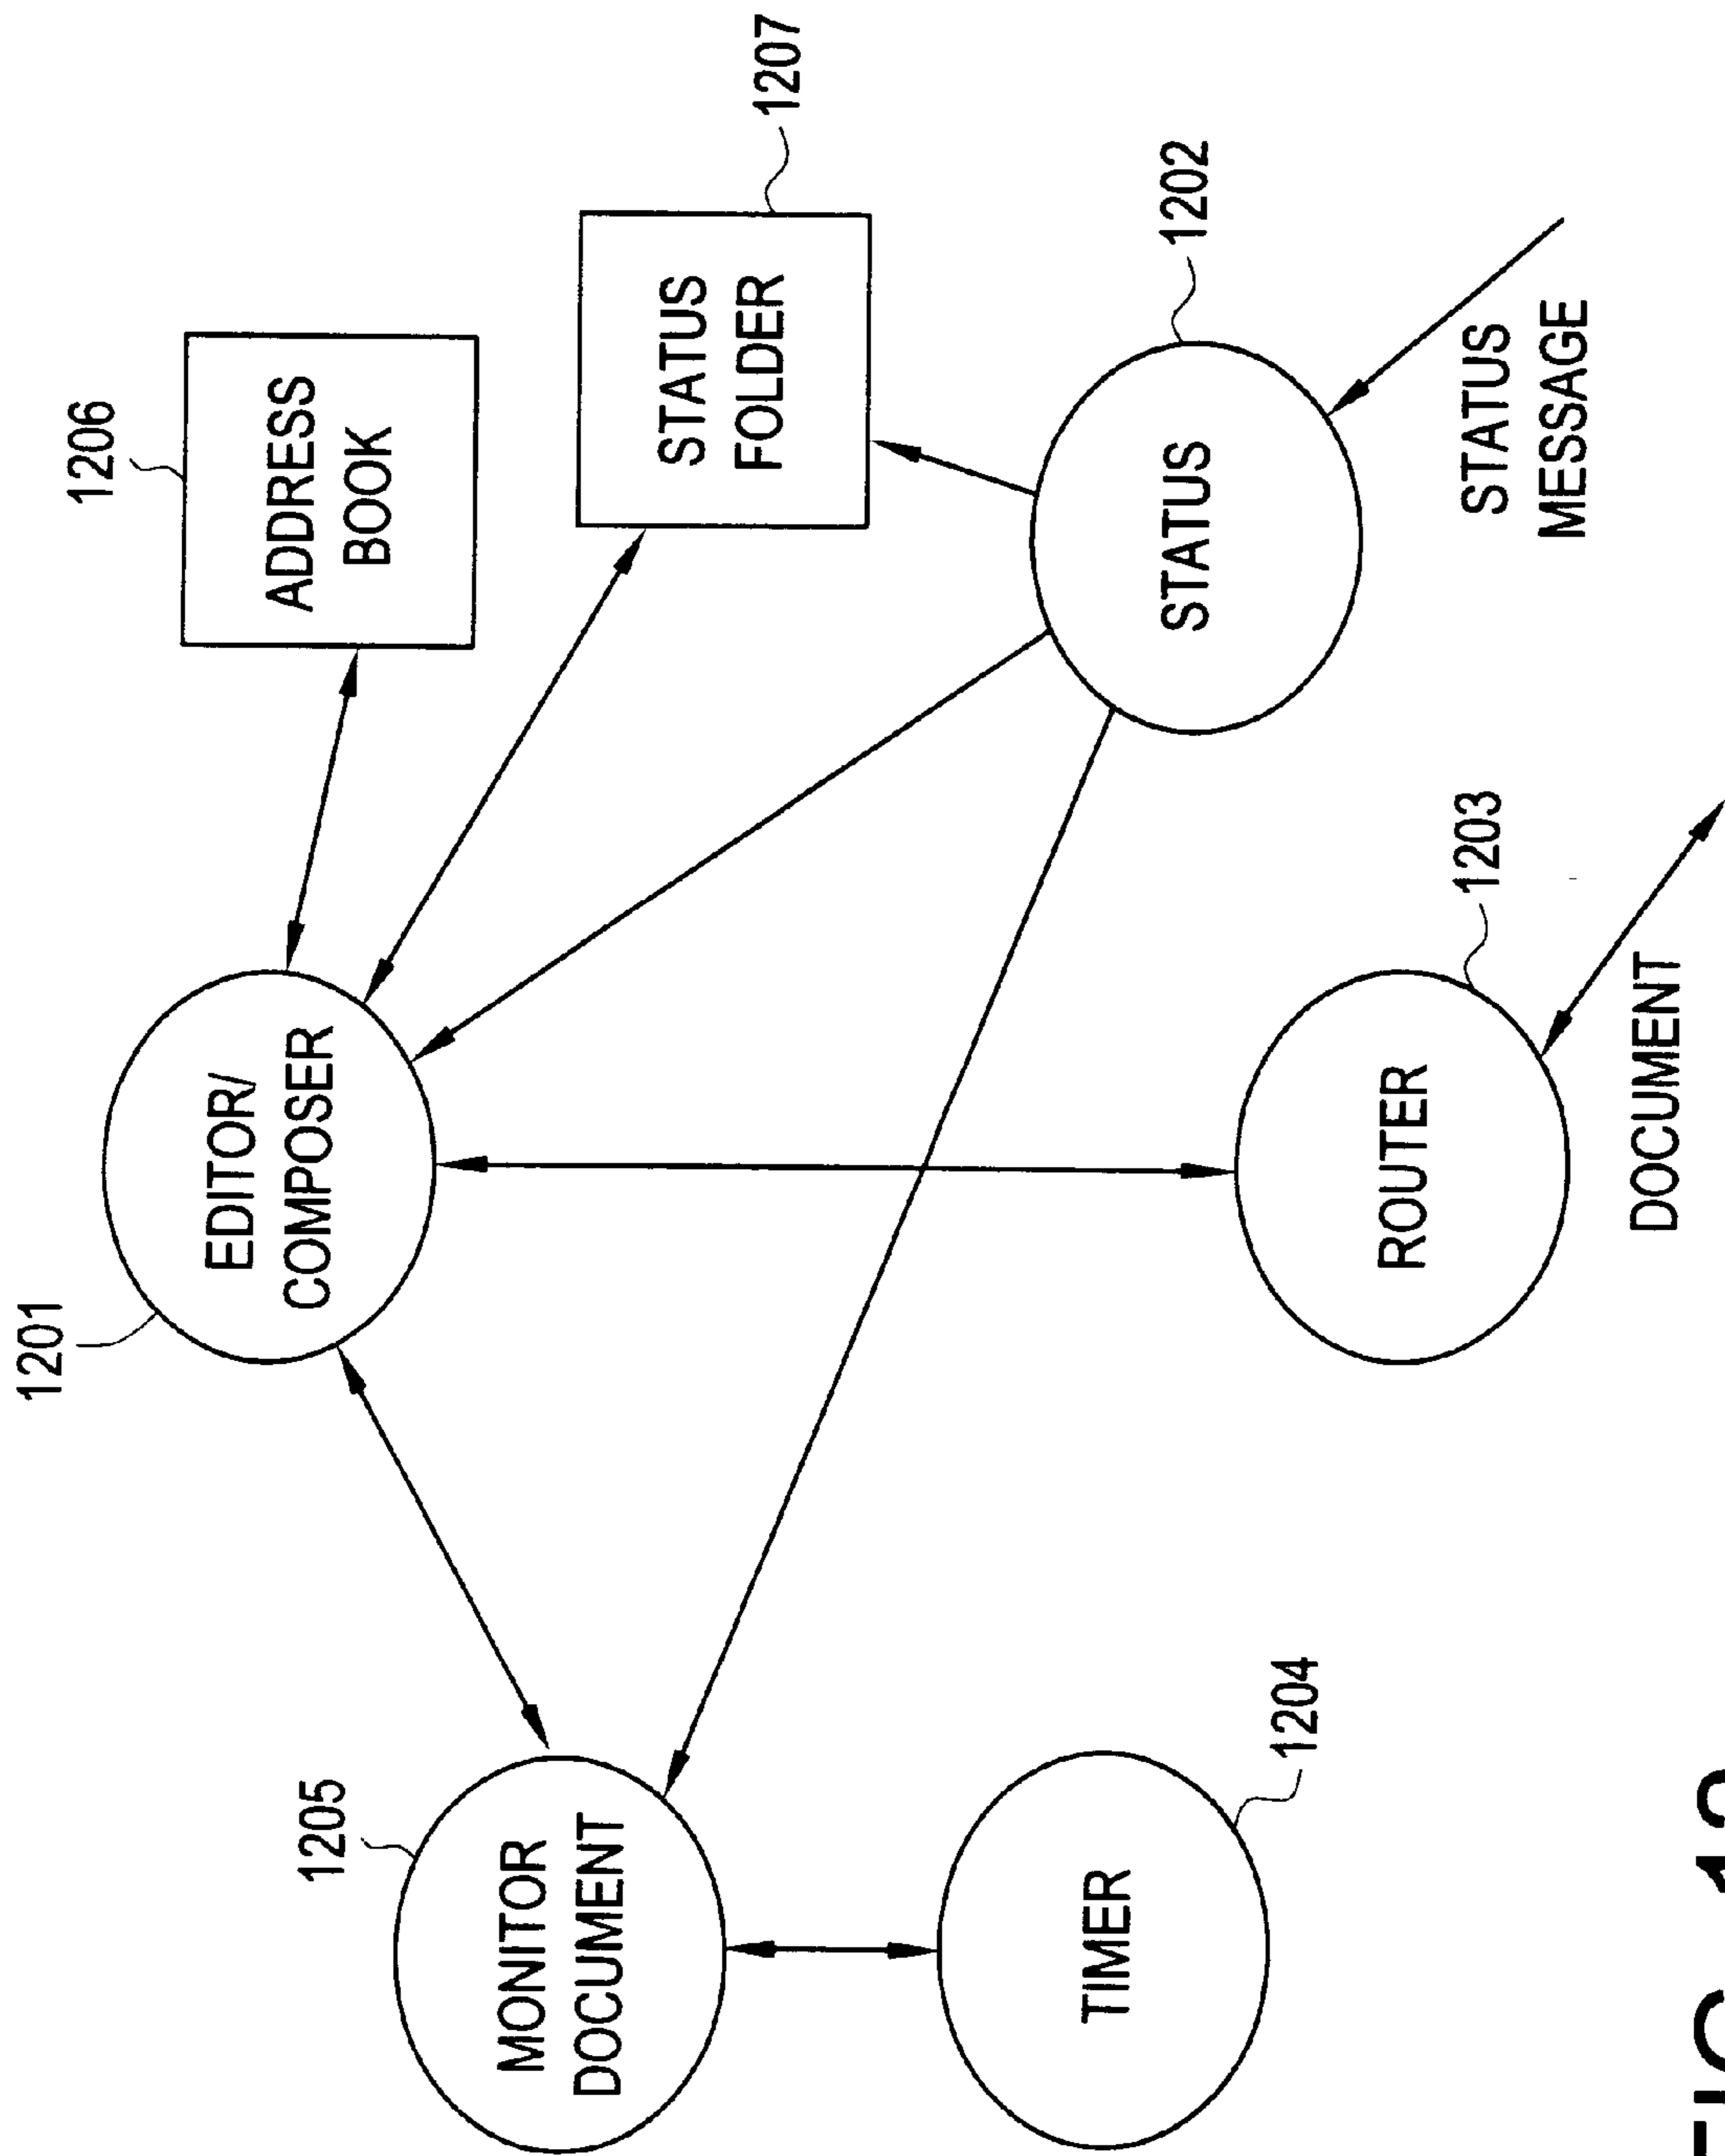 1201
EDITOR/
COMPOSER
1206
ADDRESS
BOOK
1205
MONITOR
DOCUMENT
STATUS
FOLDER
1207
TIMER
1204
STATUS
1202
ROUTER
1203
STATUS
MESSAGE
DOCUMENT